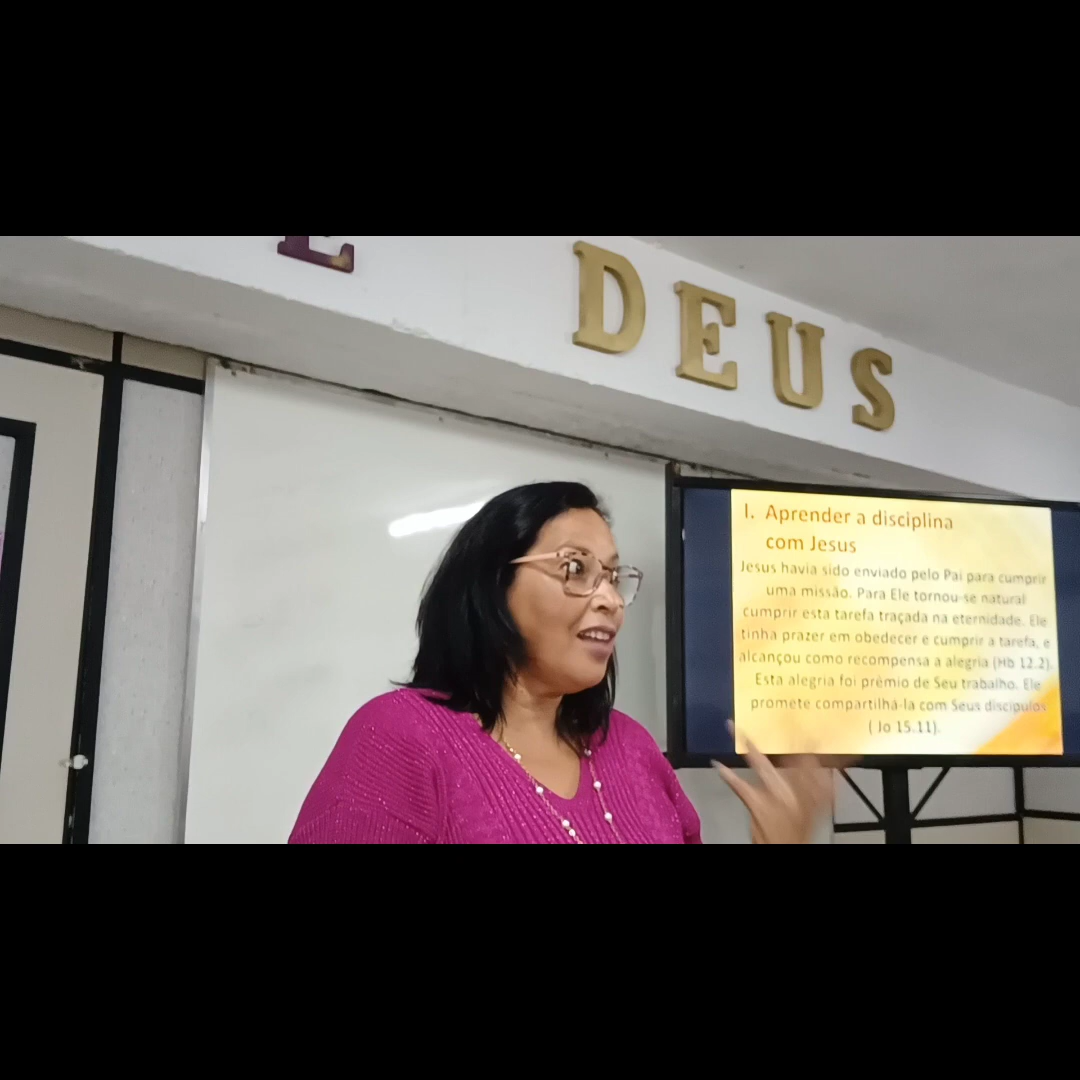 E DEUS
I. Aprender a disciplina
com Jesus
Jesus havia sido enviado pelo Pai para cumprir
uma missão. Para Ele tornou-se natural
cumprir esta tarefa traçada na eternidade. Ele
tinha prazer em obedecer e cumprir a tarefa, e
alcançou como recompensa a alegria (Hb 12.2).
Esta alegria foi prêmio de Seu trabalho. Ele
promete compartilhá-la com Seus discípulos
( Jo 15.11).